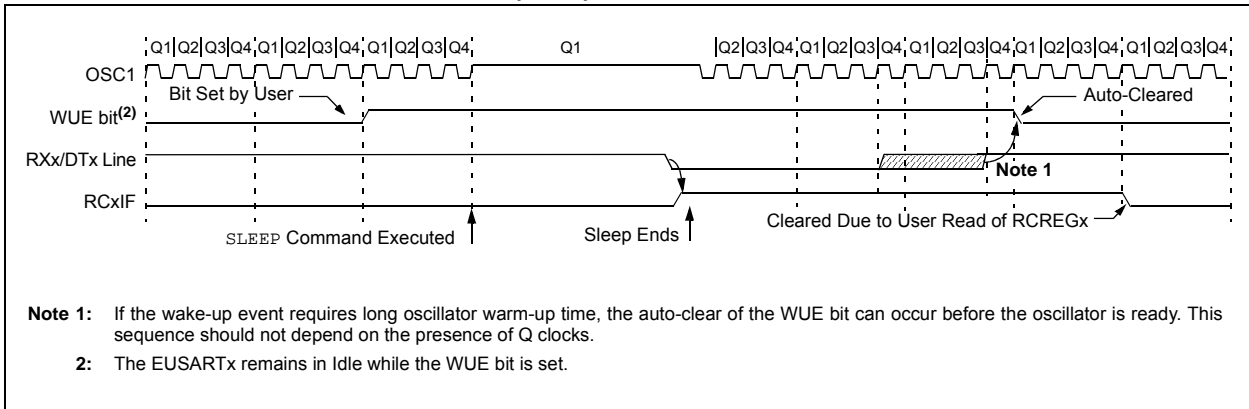 Q1 Q2 Q3 Q4 Q1 Q2 Q3 Q4 Q1 Q2 Q3 Q4 Q1 Q2 Q3 Q4 Q1 Q2 Q3 Q4 Q1 Q2 Q3 Q4 Q1 Q2 Q3 Q4 Q1 Q2 Q3 Q4
OSC1
Bit Set by User
Auto-Cleared
WUE bit(2)
RXx/DTx Line
Note 1
RCxIF
Cleared Due to User Read of RCREGx
SLEEP Command Executed
Sleep Ends
Note 1: If the wake-up event requires long oscillator warm-up time, the auto-clear of the WUE bit can occur before the oscillator is ready. This
sequence should not depend on the presence of Q clocks.
2: The EUSARTx remains in Idle while the WUE bit is set.